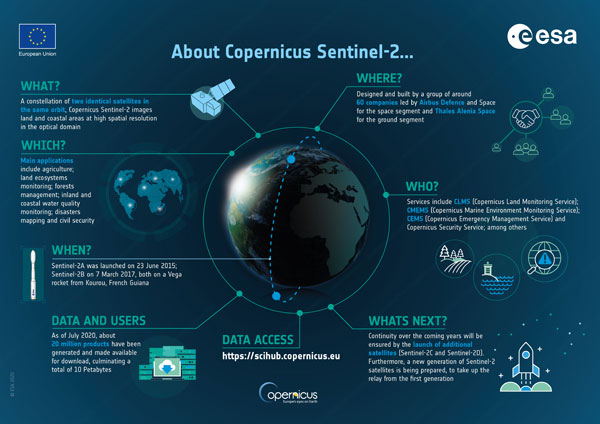 European Union
esa
About Copernicus Sentinel-2...
WHAT?
A constellation of two identical satellites in
the same orbit, Copernicus Sentinel-2 images
land and coastal areas at high spatial resolution
in the optical domain
WHERE?
Designed and built by a group of around
60 companies led by Airbus Defence and Space
for the space segment and Thales Alenia Space
for the ground segment
WHICH?
Main applications
include agriculture;
land ecosystems
monitoring; forests
management; inland and
coastal water quality
monitoring; disasters
mapping and civil security
WHO?
Services include CLMS (Copernicus Land Monitoring Service);
CMEMS (Copernicus Marine Environment Monitoring Service);
CEMS (Copernicus Emergency Management Service) and
Copernicus Security Service; among others
WHEN?
Sentinel-2A was launched on 23 June 2015;
Sentinel-2B on 7 March 2017, both on a Vega
rocket from Kourou, French Guiana
DATA AND USERS
As of July 2020, about
20 million products have been
generated and made available
for download, culminating a
total of 10 Petabytes
DATA ACCESS
https://scihub.copernicus.eu
WHATS NEXT?
Continuity over the coming years will be
ensured by the launch of additional
satellites (Sentinel-2C and Sentinel-2D).
Furthermore, a new generation of Sentinel-2
satellites is being prepared, to take up the
relay from the first generation
opernicus
Europe's eyes on Earth
© ESA 2020